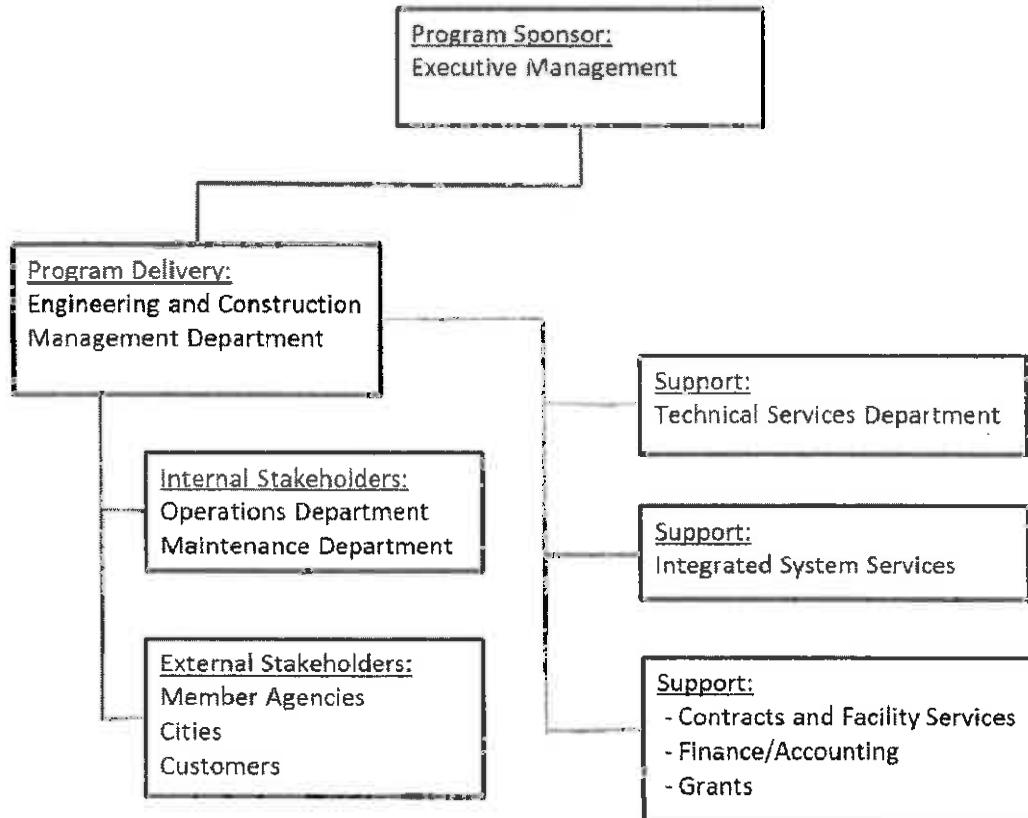 Program Sponsor:
Executive Management
Program Delivery:
Engineering and Construction
Management Department
Support:
Technical Services Department
Internal Stakeholders:
Operations Department
Maintenance Department
Support:
Integrated System Services
External Stakeholders:
Member Agencies
Cities
Customers
Support:
- Contracts and Facility Services
- Finance/Accounting
- Grants